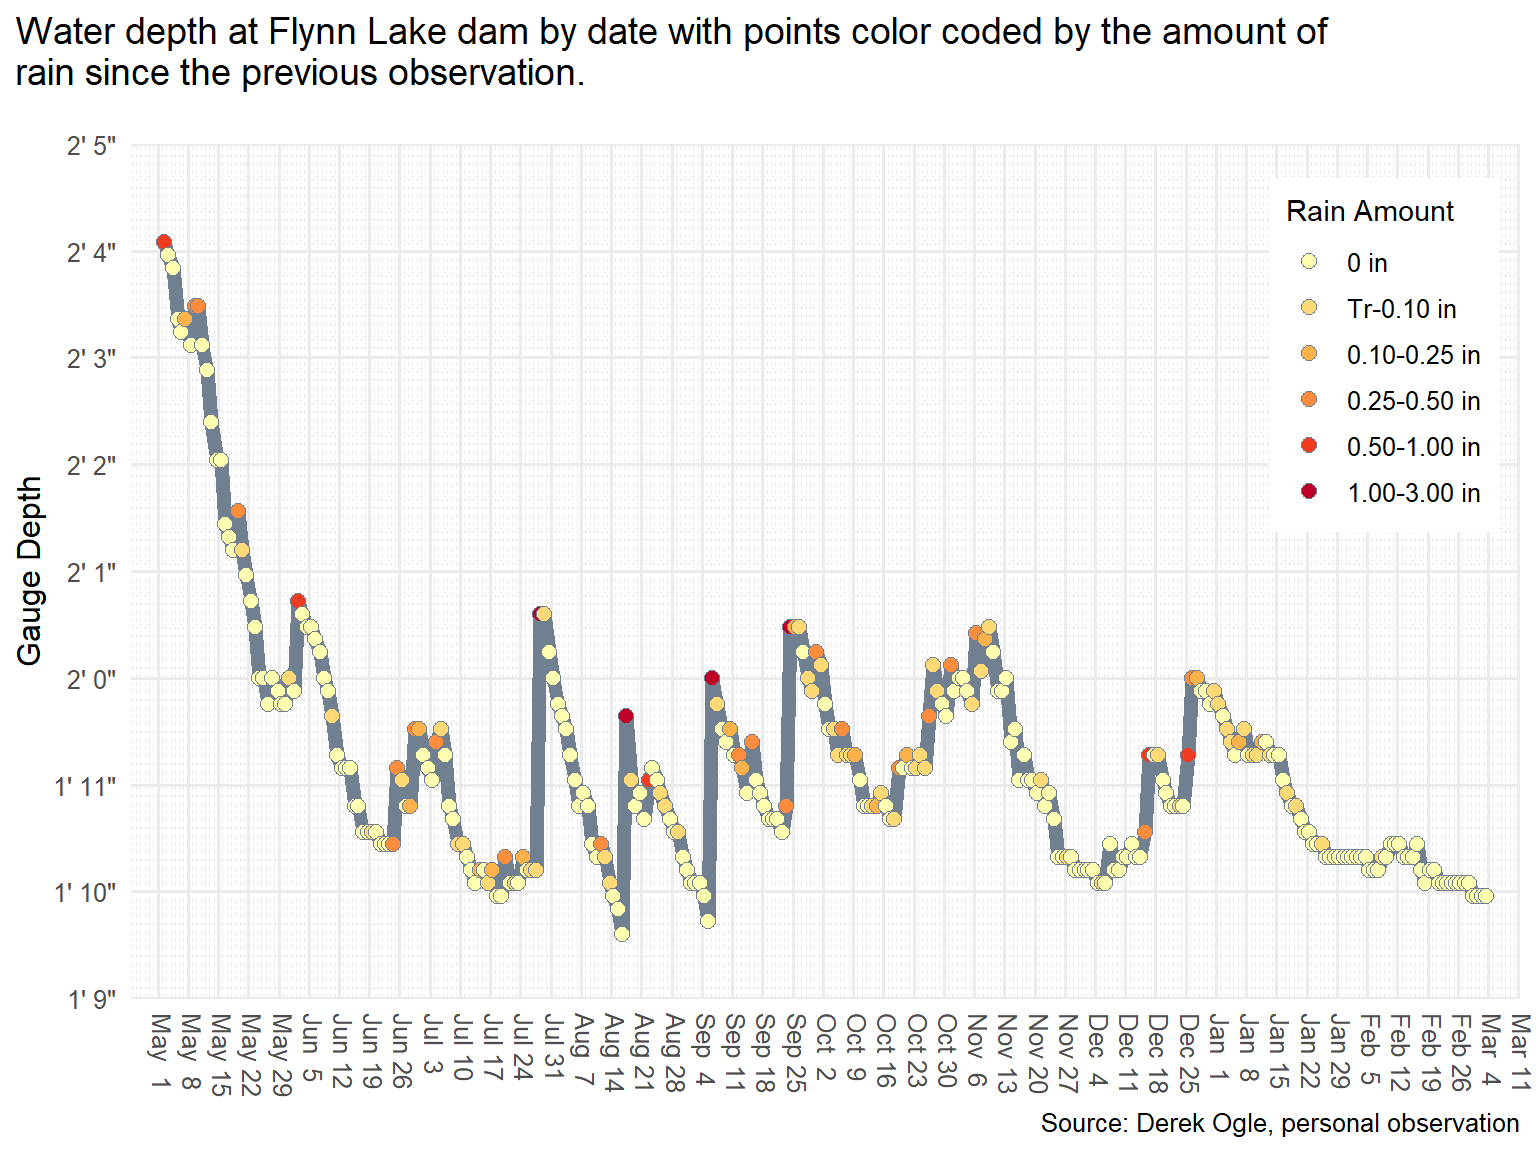 Water depth at Flynn Lake dam by date with points color coded by the amount of
rain since the previous observation.
2' 5"
2' 4"
2' 3"
2' 2"
2' 1"
2' 0"
1' 11"
1' 10"
1' 9"
Gauge Depth
Rain Amount
0 in
Tr-0.10 in
0.10-0.25 in
0.25-0.50 in
0.50-1.00 in
1.00-3.00 in
May 1
May 8
May 15
May 22
May 29
Jun 5
Jun 12
Jun 19
Jun 26
Jul 3
Jul 10
Jul 17
Jul 24
Jul 31
Aug 7
Aug 14
Aug 21
Aug 28
Sep 4
Sep 11
Sep 18
Sep 25
Oct 2
Oct 9
Oct 16
Oct 23
Oct 30
Nov 6
Nov 13
Nov 20
Nov 27
Dec 4
Dec 11
Dec 18
Dec 25
Jan 1
Jan 8
Jan 15
Jan 22
Jan 29
Feb 5
Feb 12
Feb 19
Feb 26
Mar 4
Mar 11
Source: Derek Ogle, personal observation